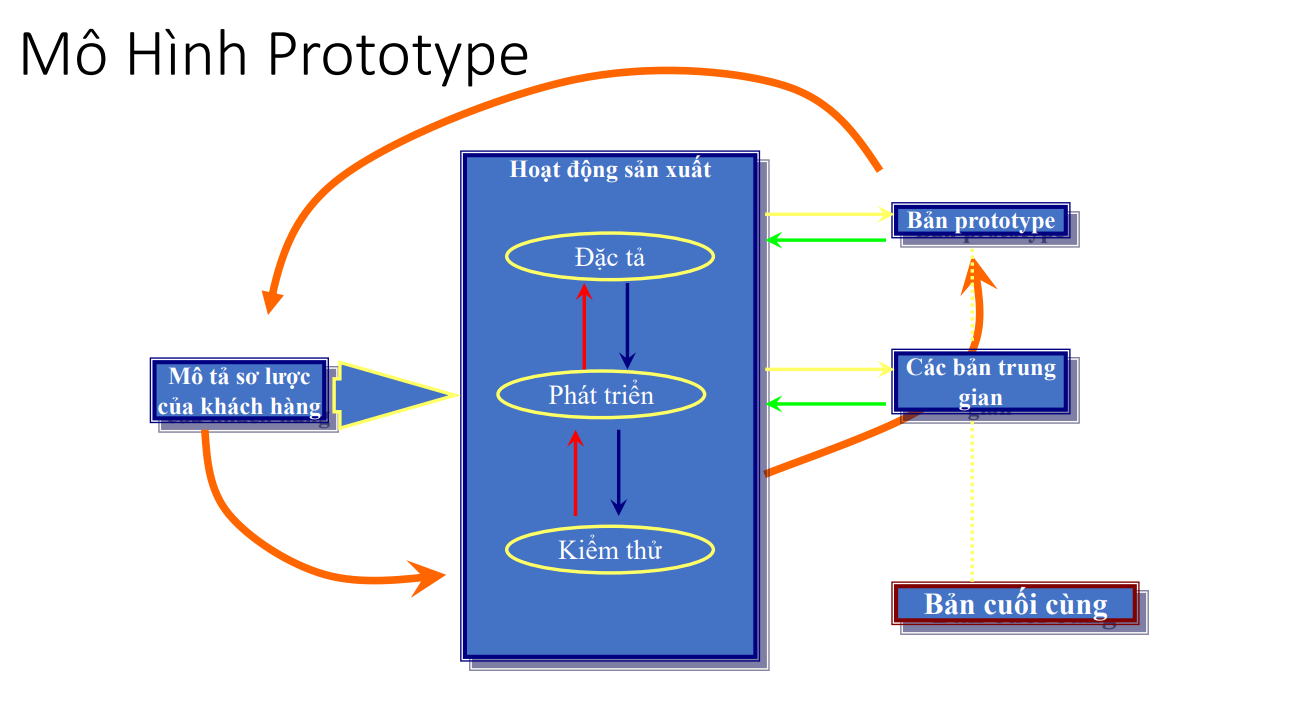 Mô Hình Prototype
Hoạt động sản xuất
Bản prototype
Đặc tả
Mô tả sơ lược
của khách hàng
Phát triển
Các bản trung
gian
Kiểm thử
Bản cuối cùng